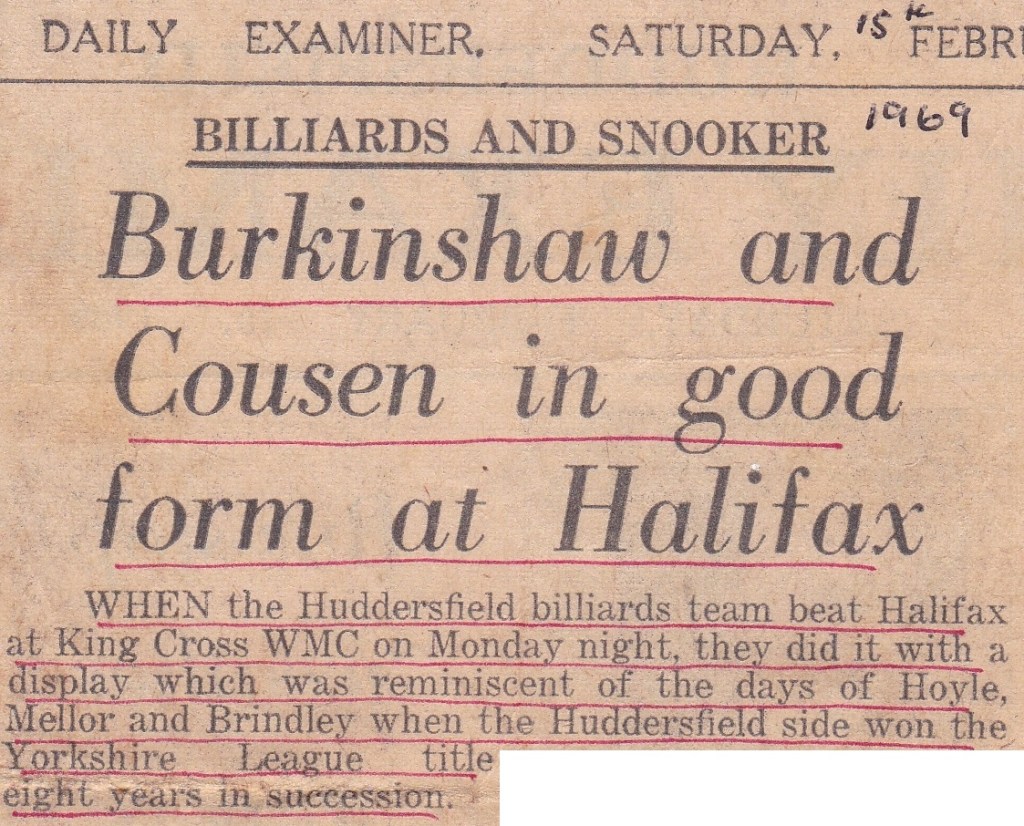 DAILY EXAMINER, SATURDAY, 15th FEBRU
1969
BILLIARDS AND SNOOKER
Burkinshaw and
Cousen in good
form at Halifax
WHEN the Huddersfield billiards team beat Halifax
at King Cross WMC on Monday night, they did it with a
display which was reminiscent of the days of Hoyle,
Mellor and Brindley when the Huddersfield side won the
Yorkshire League title
eight years in succession.